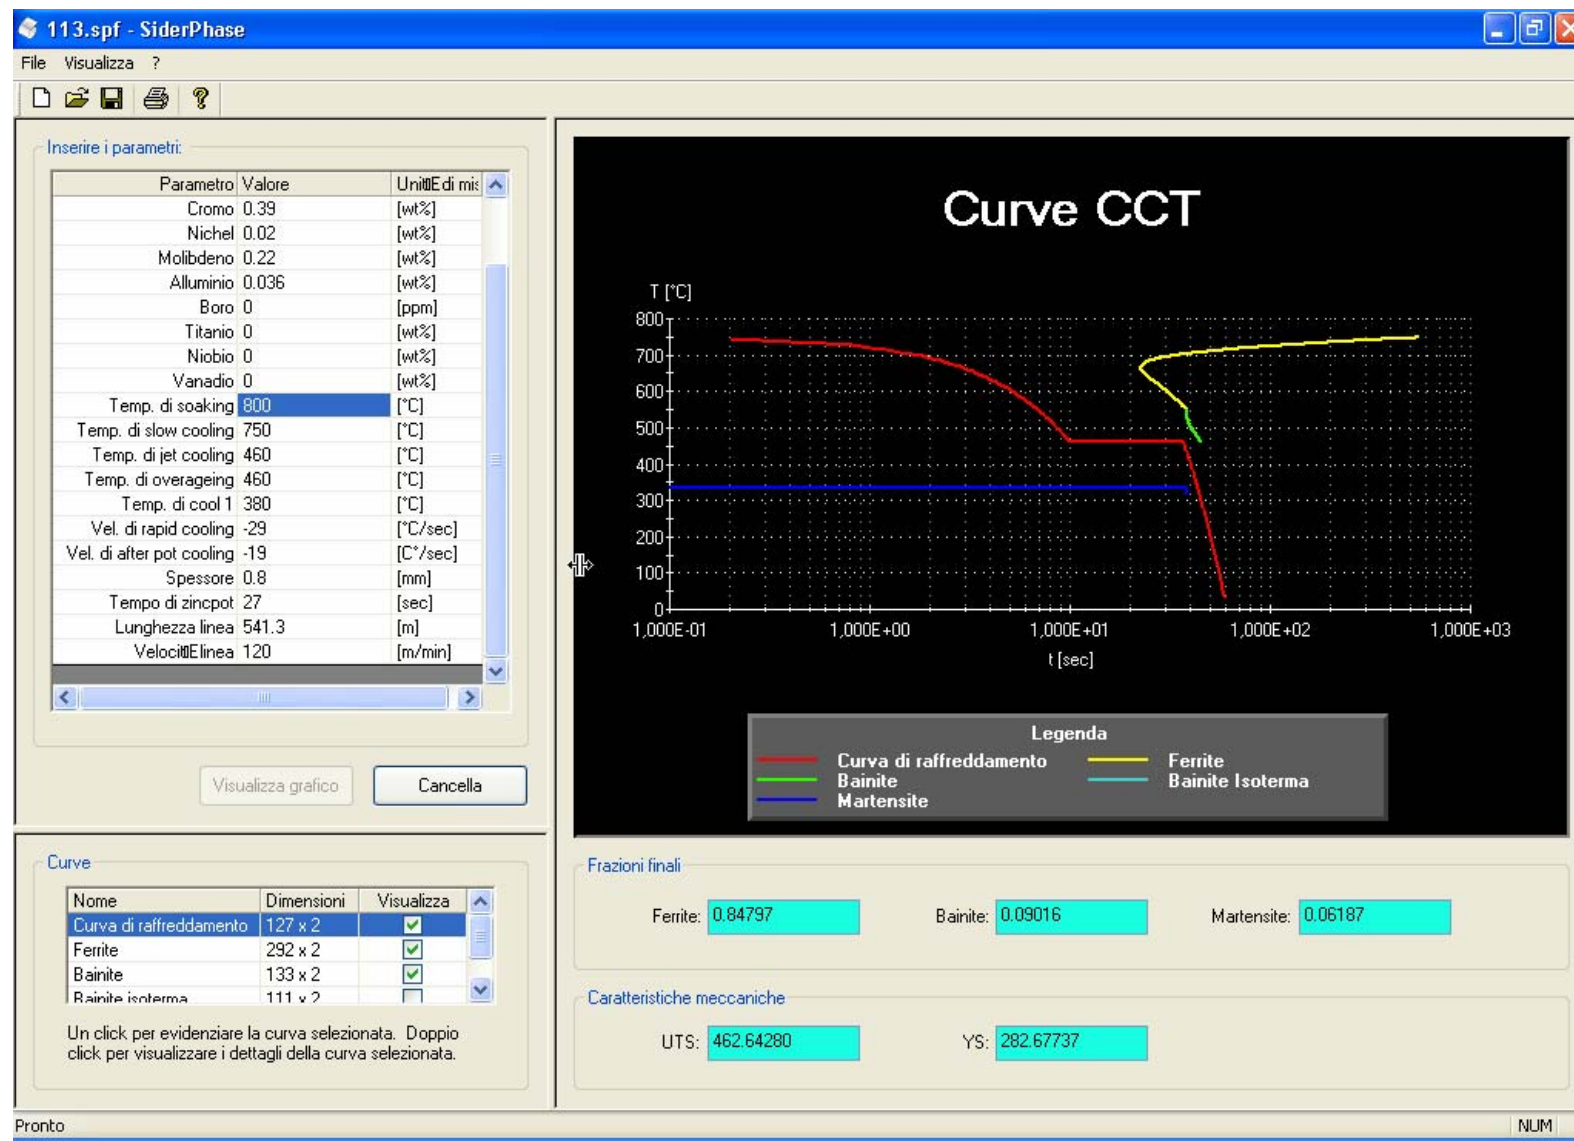 113.spf - SiderPhase
File Visualizza ?
Inserire i parametri:
Parametro Valore Unit di mis
Cromo 0.39 [wt%]
Nichel 0.02 [wt%]
Molibdeno 0.22 [wt%]
Alluminio 0.036 [wt%]
Boro 0 [ppm]
Titanio 0 [wt%]
Niobio 0 [wt%]
Vanadio 0 [wt%]
Temp. di soaking 800 [°C]
Temp. di slow cooling 750 [°C]
Temp. di jet cooling 460 [°C]
Temp. di overageing 460 [°C]
Temp. di cool 1 380 [°C]
Vel. di rapid cooling -29 [°C/sec]
Vel. di after pot cooling -19 [C°/sec]
Spessore 0.8 [mm]
Tempo di zincpot 27 [sec]
Lunghezza linea 541.3 [m]
linea 120 [m/min]
Visualizza grafico Cancella
Curve
Nome Dimensioni Visualizza
Curva di raffreddamento 127 x 2
Ferrite 292 x 2
Bainite 133 x 2
Bainite isoterma 111 x 2
Un click per evidenziare la curva selezionata. Doppio
click per visualizzare i dettagli della curva selezionata.
Curve CCT
T [°C]
800
700
600
500
400
300
200
100
0
1,000E-01 1,000E+00 1,000E+01 1,000E+02 1,000E+03
t [sec]
Legenda
Curva di raffreddamento Ferrite
Bainite Bainite Isoterma
Martensite
Frazioni finali
Ferrite: 0.84797 Bainite: 0.09016 Martensite: 0.06187
Caratteristiche meccaniche
UTS: 462.64280 YS: 282.67737
Pronto NUM